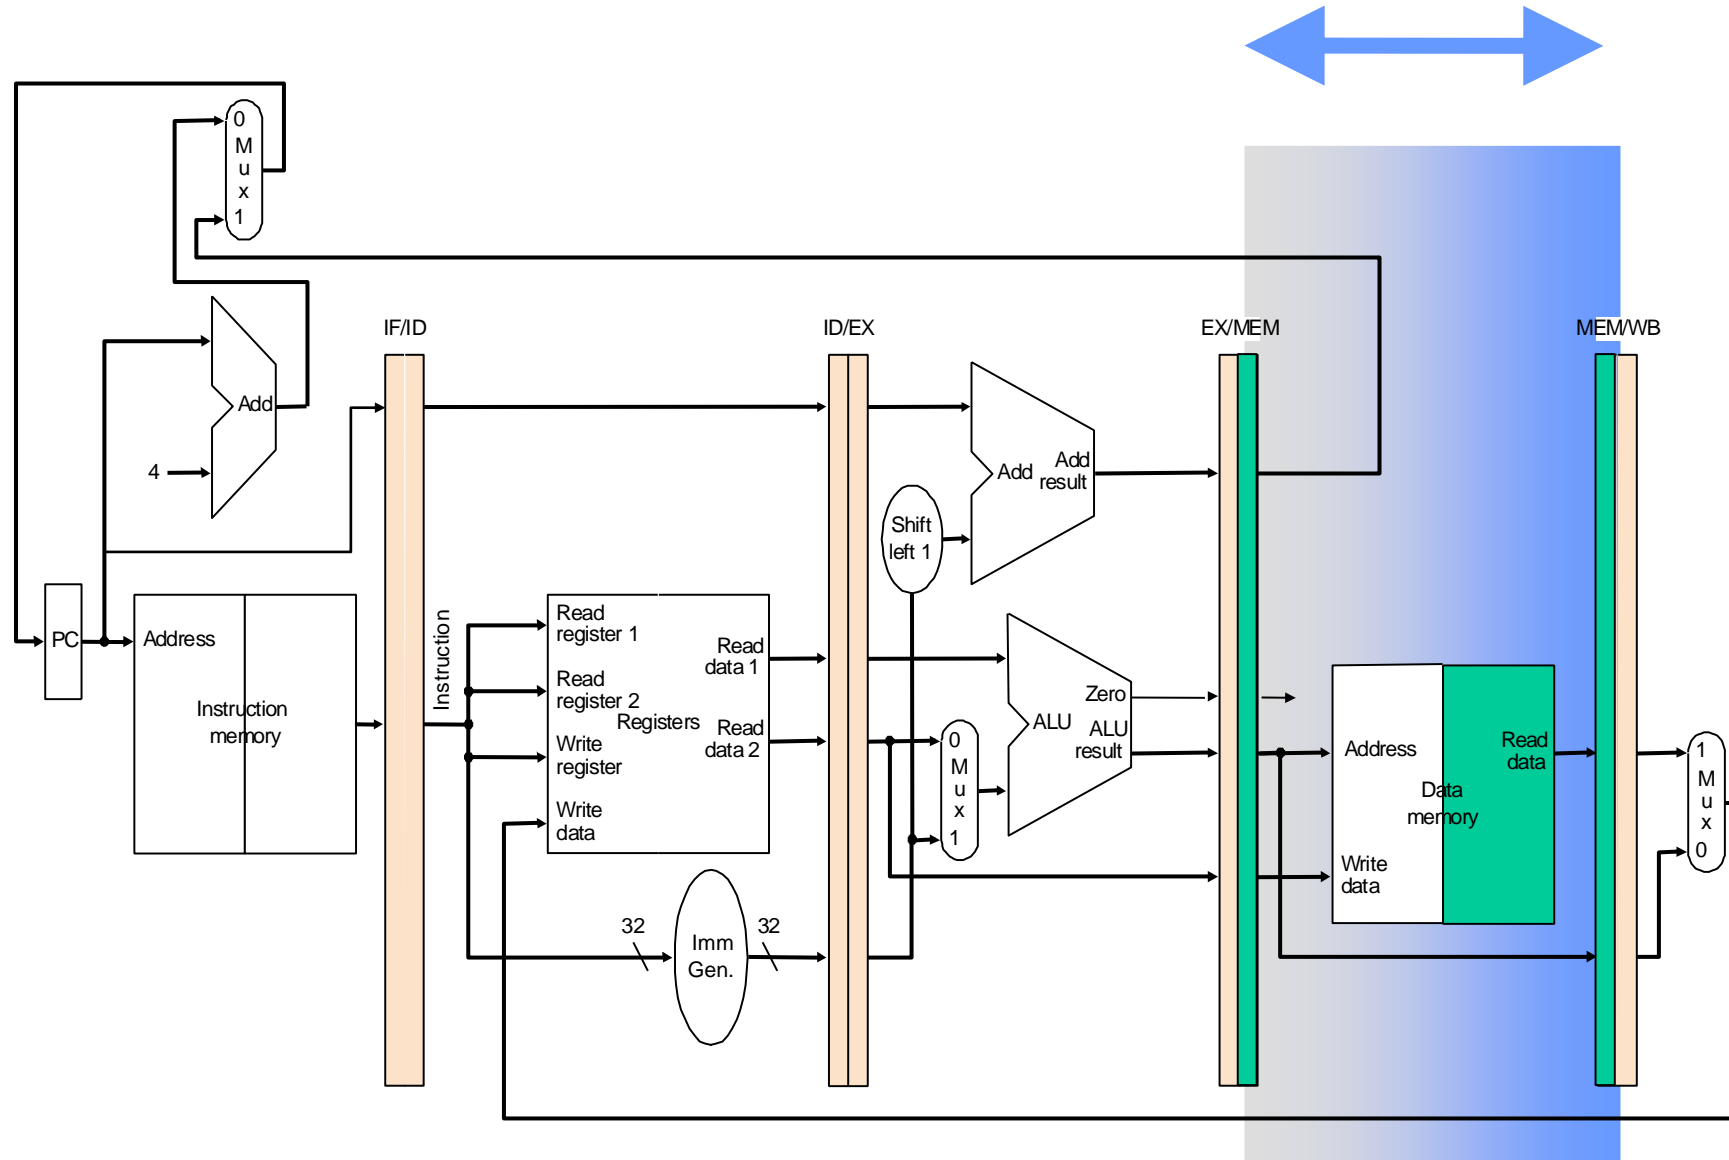 0
M
u
x
1
IF/ID
ID/EX
EX/MEM
MEM/WB
Add
4
Add
Add
result
Shift
left 1
PC
Address
Instruction
memory
Instruction
Read
register 1
Read
register 2
Registers
Write
register
Write
data
Read
data 1
Read
data 2
32
Imm
Gen.
32
0
M
u
x
1
Zero
ALU
ALU
result
Address
Read
data
Data
memory
Write
data
1
M
u
x
0